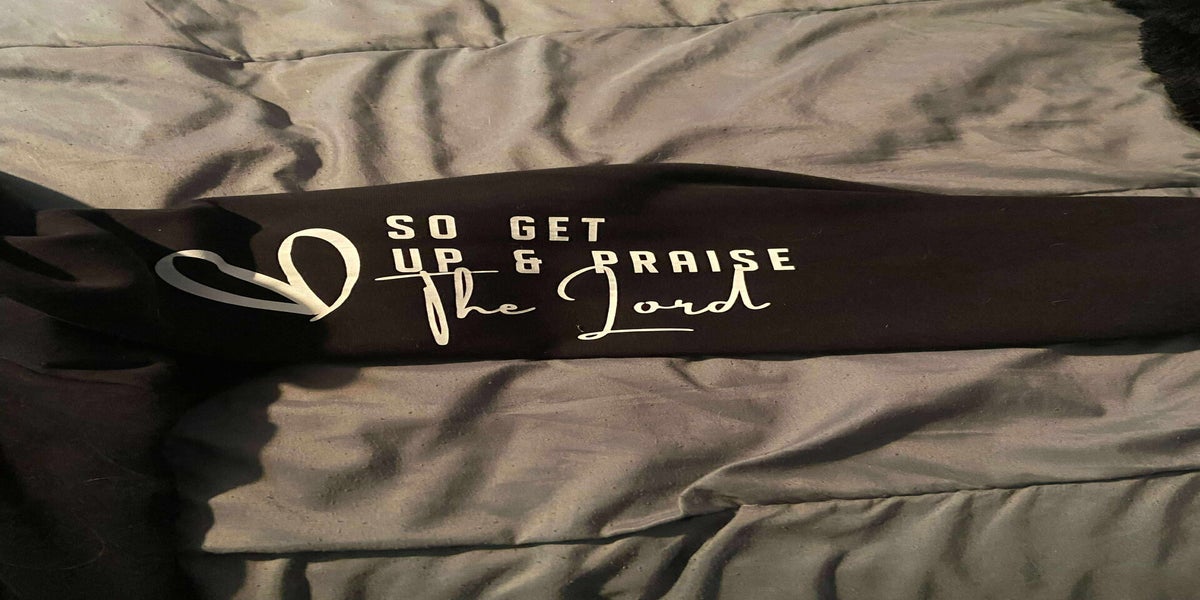 SO GET
UP & PRAISE
The Lord